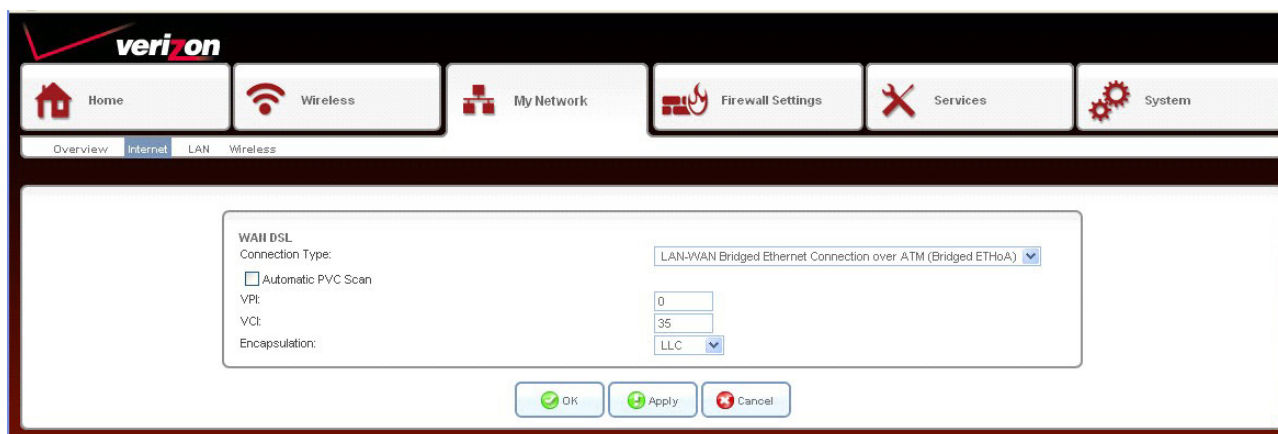 verizon
Home Wireless My Network Firewall Settings Services System
Overview Internet LAN Wireless
WAN DSL
Connection Type: LAN-WAN Bridged Ethernet Connection over ATM (Bridged ETHoA)
Automatic PVC Scan
VPI: 0
VCI: 35
Encapsulation: LLC
OK Apply Cancel